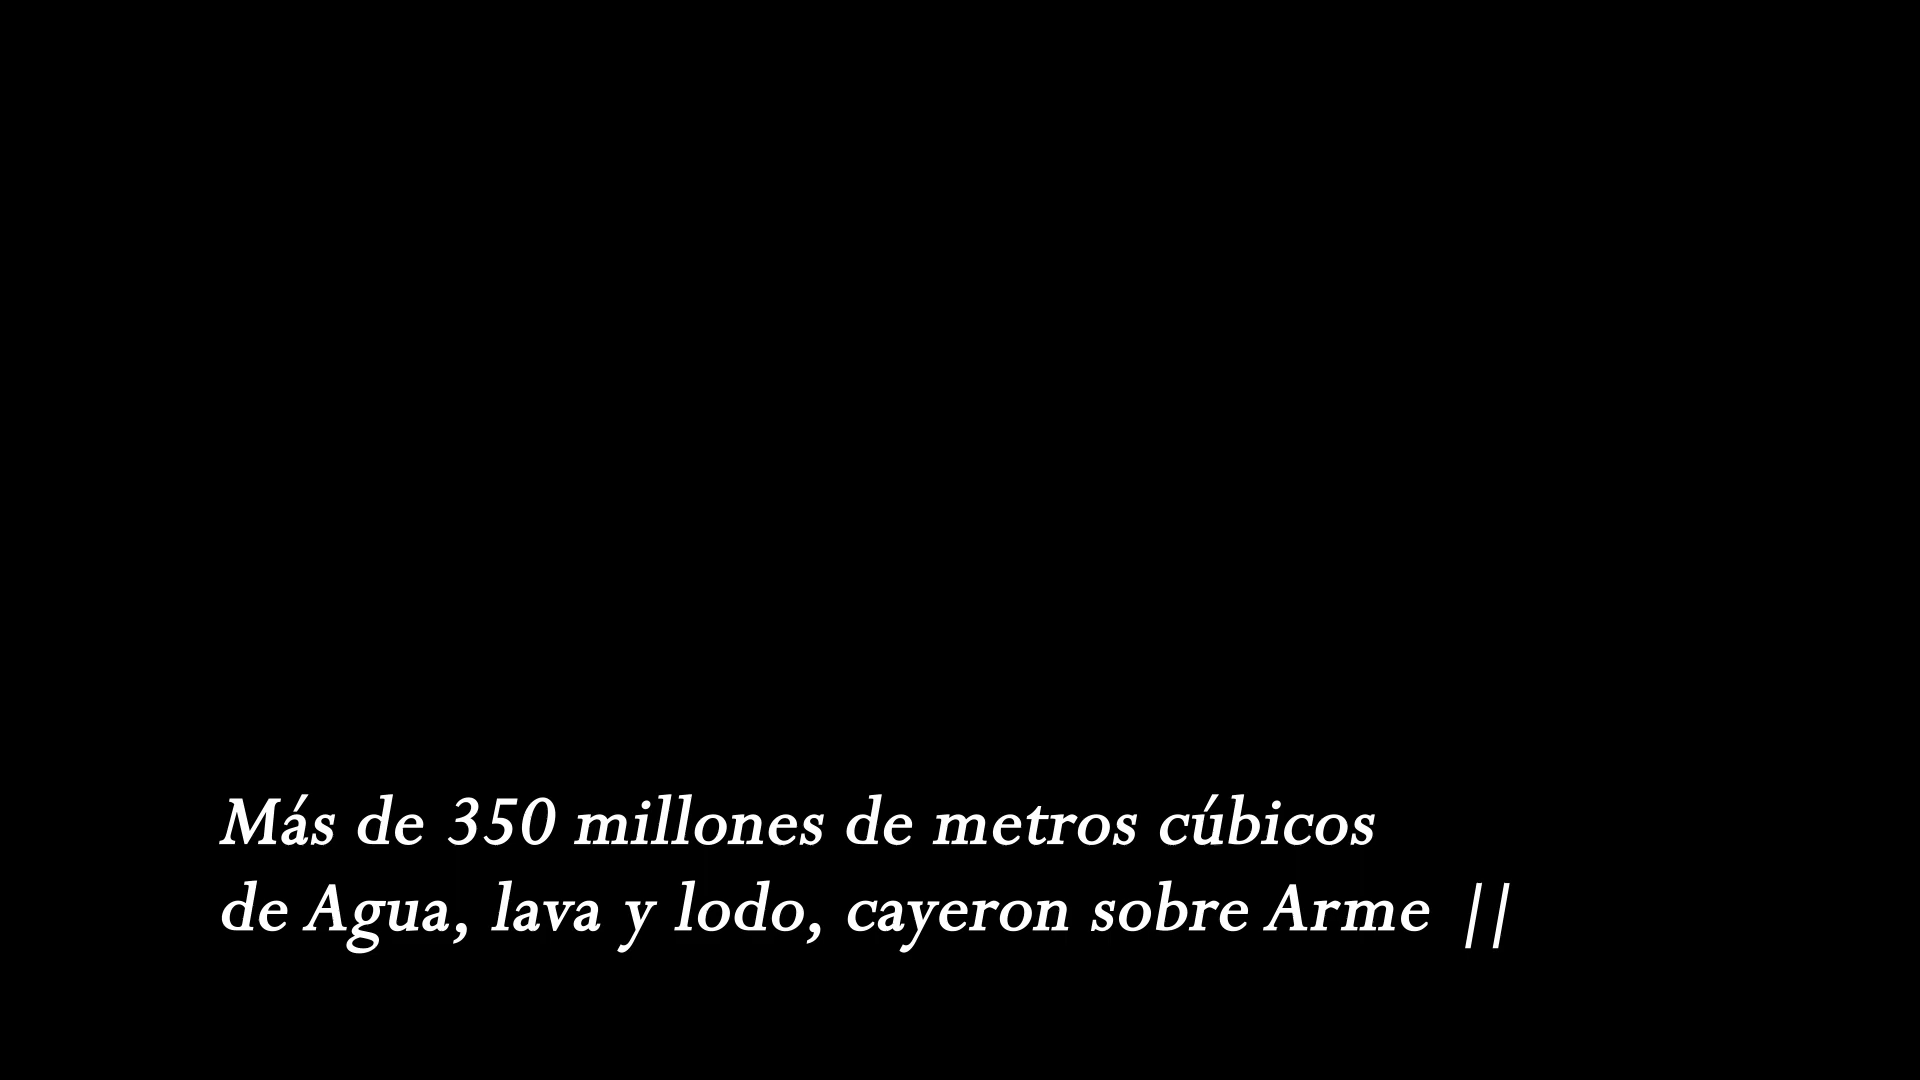 Más de 350 millones de metros cúbicos
de Agua, lava y lodo, cayeron sobre Arme ||